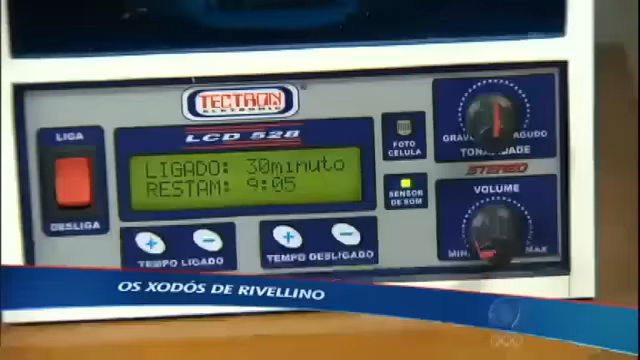 TECTRON
ELETRONIC
LCD 528
LIGA
DESLIGA
LIGADO: 30minuto
RESTAM: 9:05
TEMPO LIGADO
TEMPO DESLIGADO
FOTO
CELULA
SENSOR
DE SOM
GRAVE AGUDO
TONALIDADE
STEREO
VOLUME
MIN. MAX
OS XODÓS DE RIVELLINO